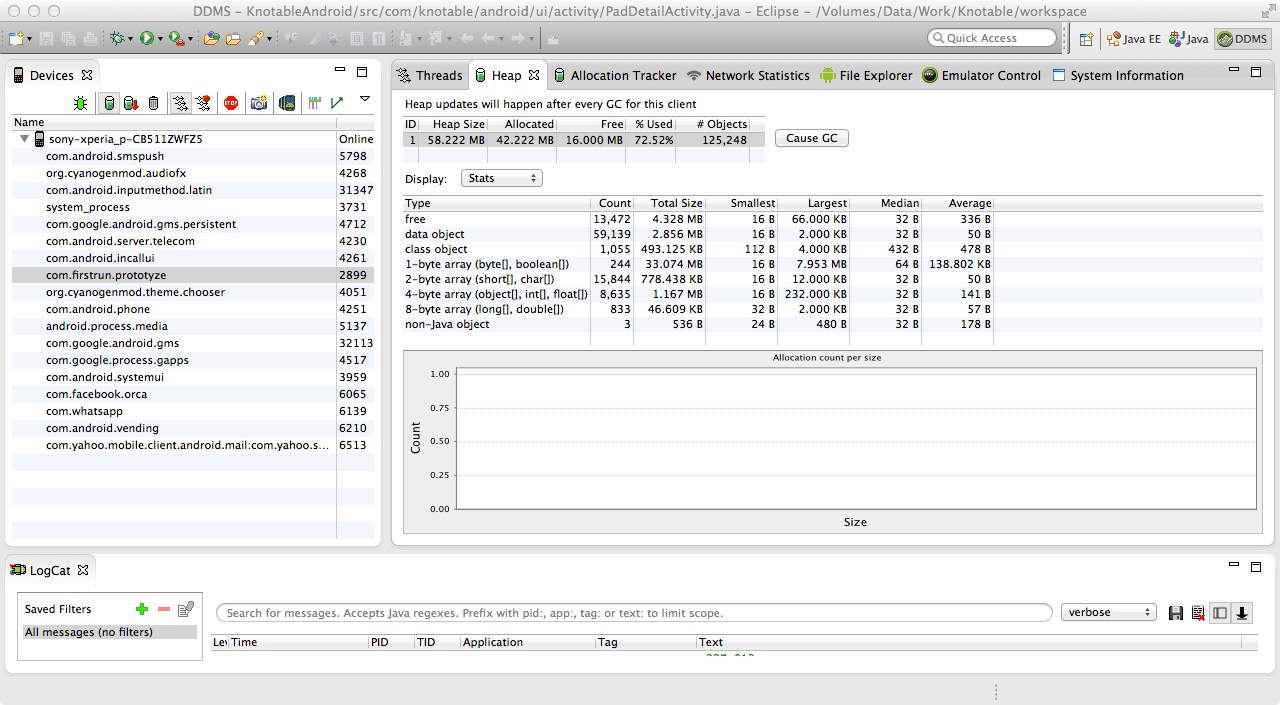 DDMS - KnotableAndroid/src/com/knotable/android/ui/activity/PadDetailActivity.java - Eclipse - /Volumes/Data/Work/Knotable/workspace
Quick Access
Java EE
Java
DDMS
Devices
Name
sony-xperia_p-CB511ZWFZ5 Online
com.android.smspush 5798
org.cyanogenmod.audiofx 4268
com.android.inputmethod.latin 31347
system_process 3731
com.google.android.gms.persistent 4712
com.android.server.telecom 4230
com.android.incallui 4261
com.firstrun.prototyze 2899
org.cyanogenmod.theme.chooser 4051
com.android.phone 4251
android.process.media 5137
com.google.android.gms 32113
com.google.process.gapps 4517
com.android.systemui 3959
com.facebook.orca 6065
com.whatsapp 6139
com.android.vending 6210
com.yahoo.mobile.client.android.mail:com.yahoo.s... 6513
Threads Heap Allocation Tracker Network Statistics File Explorer Emulator Control System Information
Heap updates will happen after every GC for this client
ID Heap Size Allocated Free % Used # Objects
1 58.222 MB 42.222 MB 16.000 MB 72.52% 125,248
Cause GC
Display: Stats
Type Count Total Size Smallest Largest Median Average
free 13,472 4.328 MB 16 B 66.000 KB 32 B 336 B
data object 59,139 2.856 MB 16 B 2.000 KB 32 B 50 B
class object 1,055 493.125 KB 112 B 4.000 KB 432 B 478 B
1-byte array (byte[], boolean[]) 244 33.074 MB 16 B 7.953 MB 64 B 138.802 KB
2-byte array (short[], char[]) 15,844 778.438 KB 16 B 12.000 KB 32 B 50 B
4-byte array (object[], int[], float[]) 8,635 1.167 MB 16 B 232.000 KB 32 B 141 B
8-byte array (long[], double[]) 833 46.609 KB 32 B 2.000 KB 32 B 57 B
non-Java object 3 536 B 24 B 480 B 32 B 178 B
Allocation count per size
1.00
0.75
0.50
0.25
0.00
Count
Size
LogCat
Saved Filters
All messages (no filters)
Search for messages. Accepts Java regexes. Prefix with pid:, app:, tag: or text: to limit scope.
verbose
Lev Time PID TID Application Tag Text